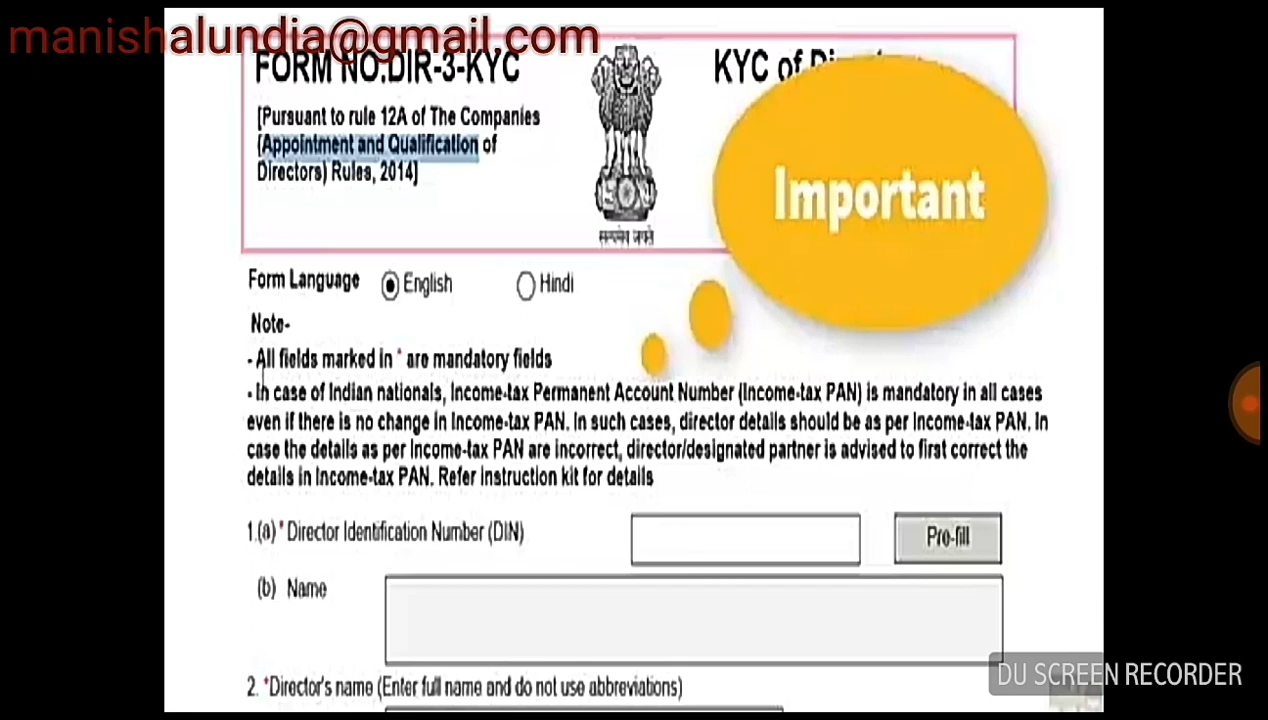 manishalundia@gmail.com
FORM NO.DIR-3-KYC
KYC of
[Pursuant to rule 12A of The Companies
(Appointment and Qualification of
Directors) Rules, 2014]
सत्यमेव जयते
Important
Form Language
English
Hindi
Note-
- All fields marked in * are mandatory fields
- In case of Indian nationals, Income-tax Permanent Account Number (Income-tax PAN) is mandatory in all cases
even if there is no change in Income-tax PAN. In such cases, director details should be as per Income-tax PAN. In
case the details as per Income-tax PAN are incorrect, director/designated partner is advised to first correct the
details in Income-tax PAN. Refer instruction kit for details
1.(a)* Director Identification Number (DIN)
Pre-fill
(b) Name
2. *Director's name (Enter full name and do not use abbreviations)
DU SCREEN RECORDER